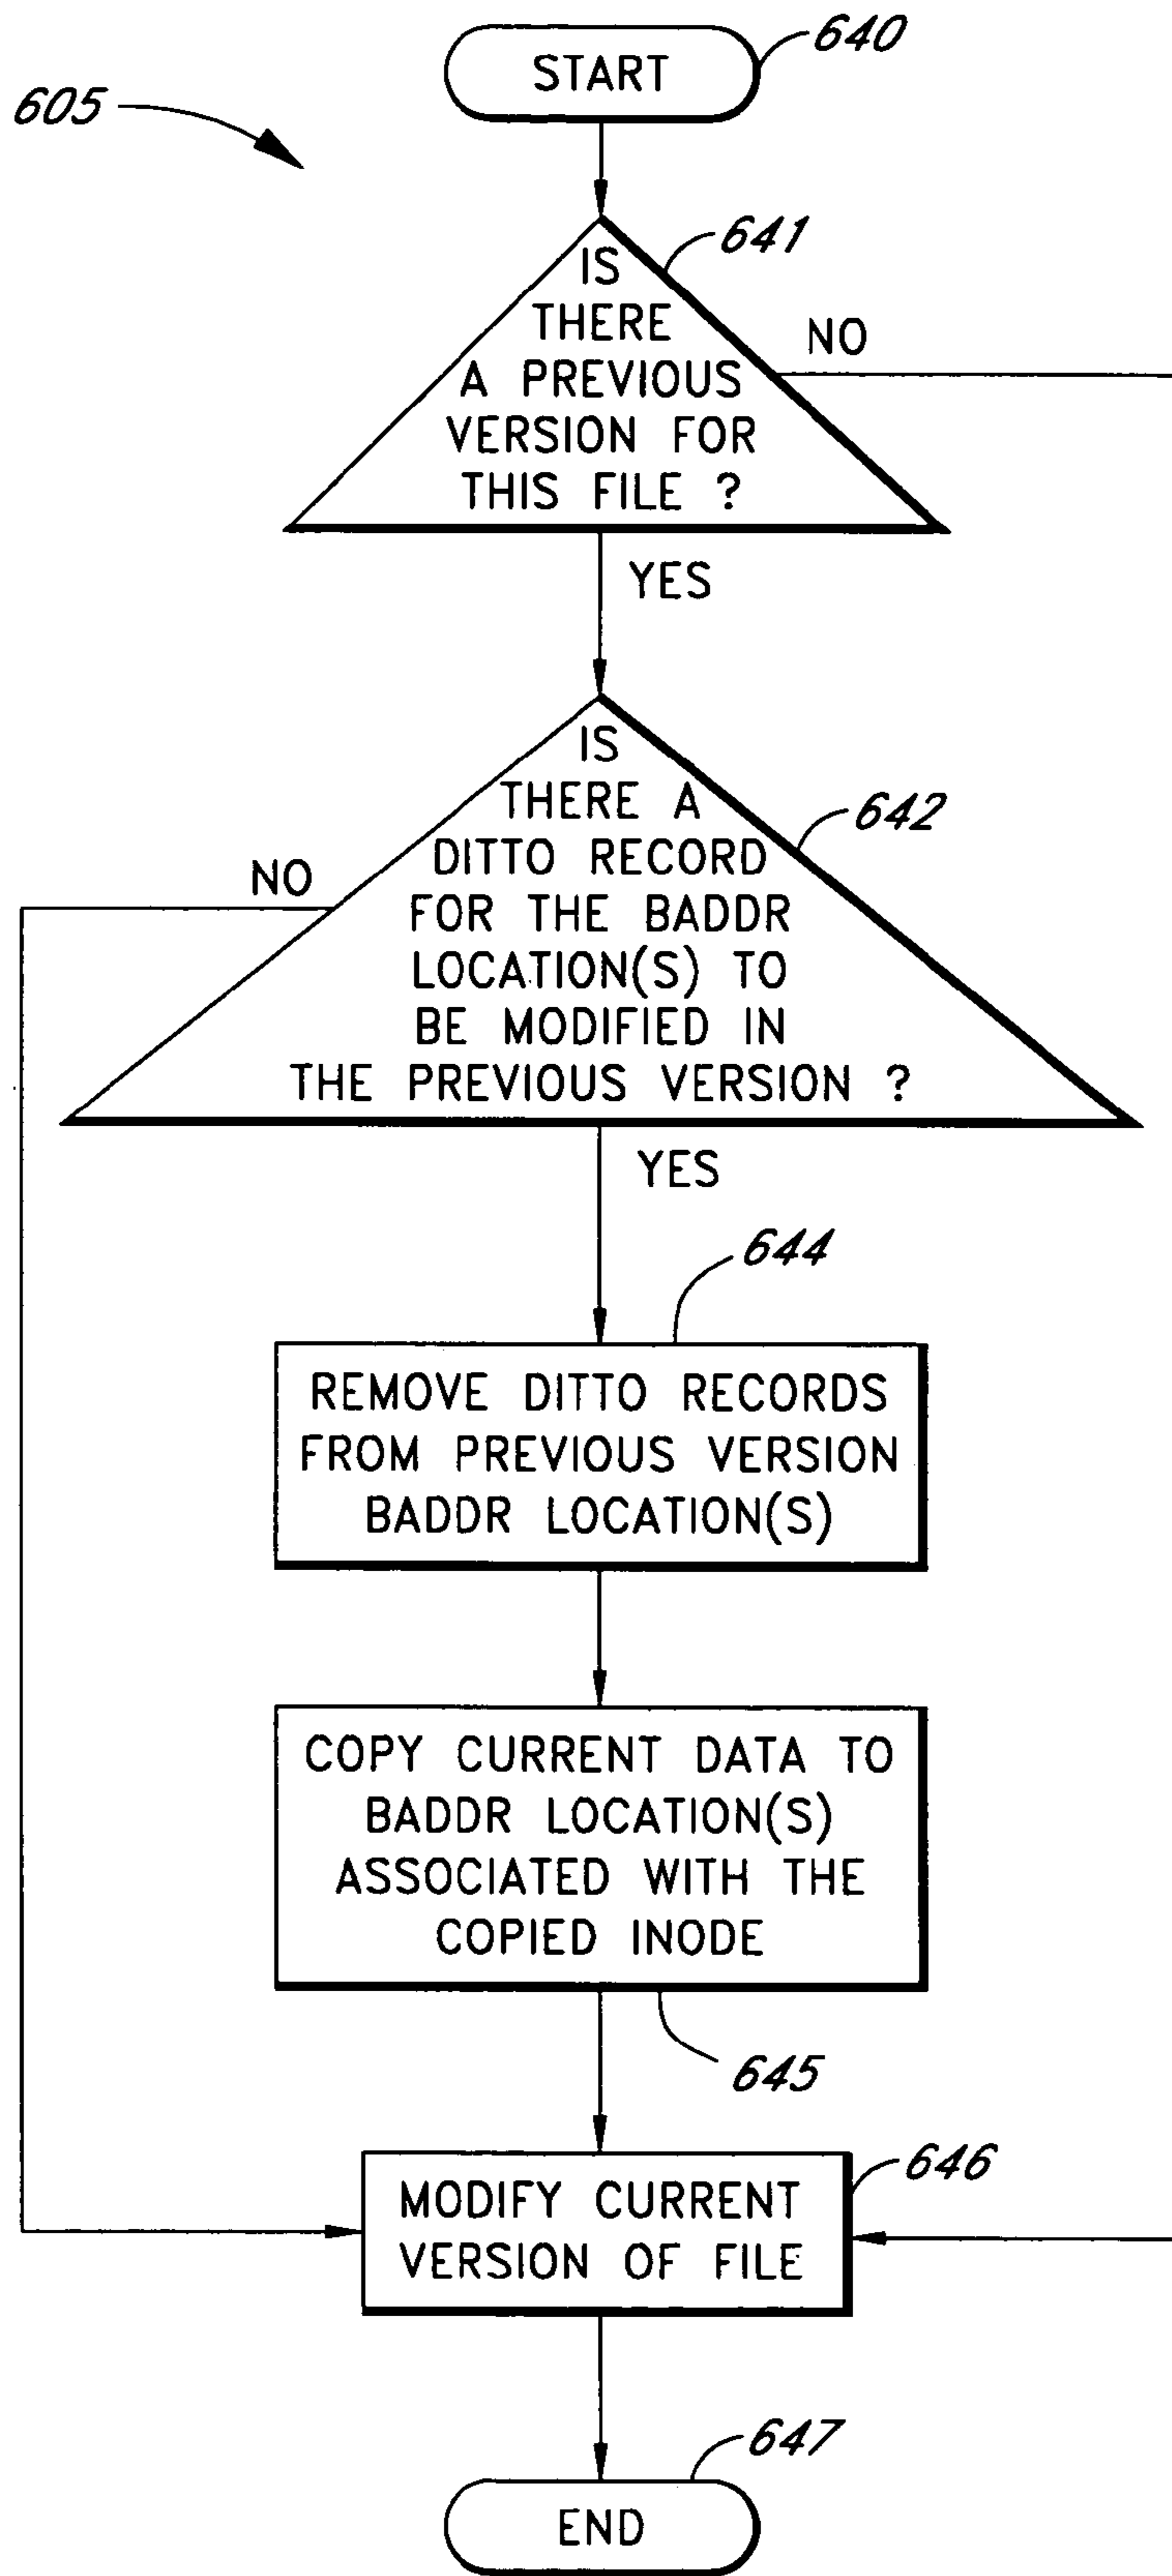 640
START
605
641
IS
THERE
A PREVIOUS
VERSION FOR
THIS FILE ?
NO
YES
IS
THERE A
DITTO RECORD
FOR THE BADDR
LOCATION(S) TO
BE MODIFIED IN
THE PREVIOUS VERSION ?
642
NO
YES
644
REMOVE DITTO RECORDS
FROM PREVIOUS VERSION
BADDR LOCATION(S)
COPY CURRENT DATA TO
BADDR LOCATION(S)
ASSOCIATED WITH THE
COPIED INODE
645
646
MODIFY CURRENT
VERSION OF FILE
647
END